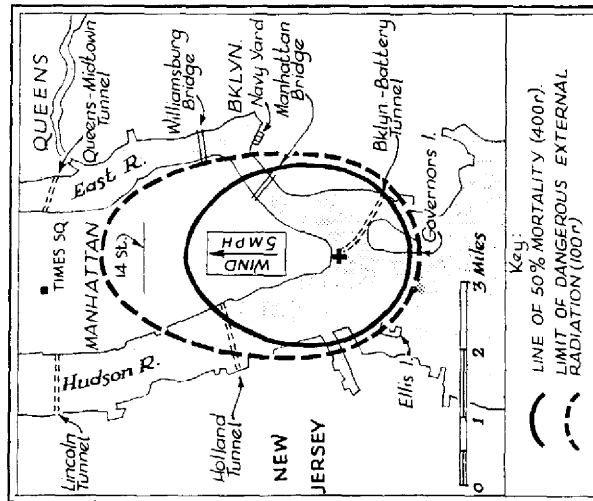 QUEENS
Queens-Midtown
Tunnel
East R.
Williamsburg
Bridge
BKLYN.
Navy Yard
Manhattan
Bridge
Bklyn.-Battery
Tunnel
TIMES SQ.
MANHATTAN
14 St.
WIND
5 MPH
Governors I.
Hudson R.
Lincoln
Tunnel
Holland
Tunnel
NEW
JERSEY
Ellis I.
0 1 2 3 Miles
Key:
LINE OF 50% MORTALITY (400r).
LIMIT OF DANGEROUS EXTERNAL
RADIATION (100r)